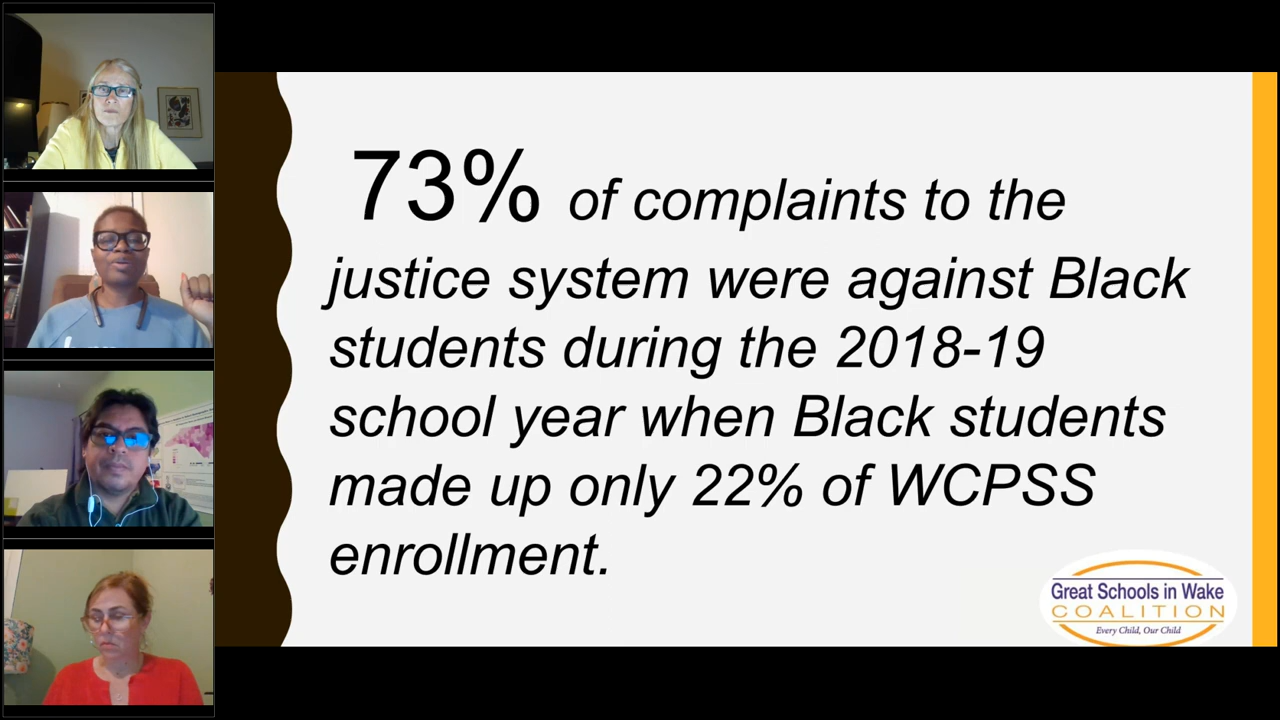 73% of complaints to the
justice system were against Black
students during the 2018-19
school year when Black students
made up only 22% of WCPSS
enrollment.
Great Schools in Wake
COALITION
Every Child, Our Child